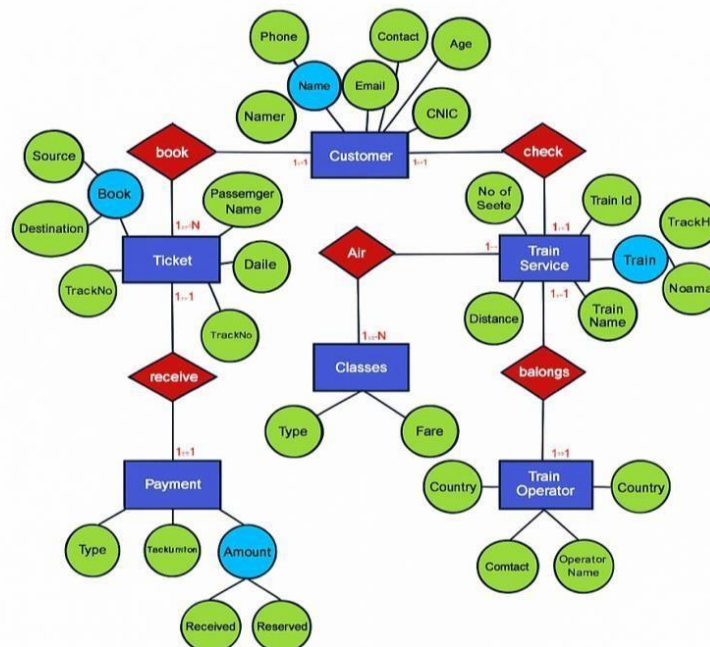 Phone
Contact
Age
Name
Email
Namer
CNIC
book
Customer
check
1..-1
1..-1
Source
Book
Destination
Passemger
Name
1..-N
Ticket
Daile
TrackNo
1..-1
TrackNo
No of
Seete
Train Id
TrackH
1..-1
Air
1..
Train
Service
Train
Noama
1..-1
Distance
Train
Name
1..-N
Classes
receive
balongs
Type
Fare
1..-1
Payment
1..-1
Country
Train
Operator
Country
Type
Amount
Comtact
Operator
Name
Received
Reserved